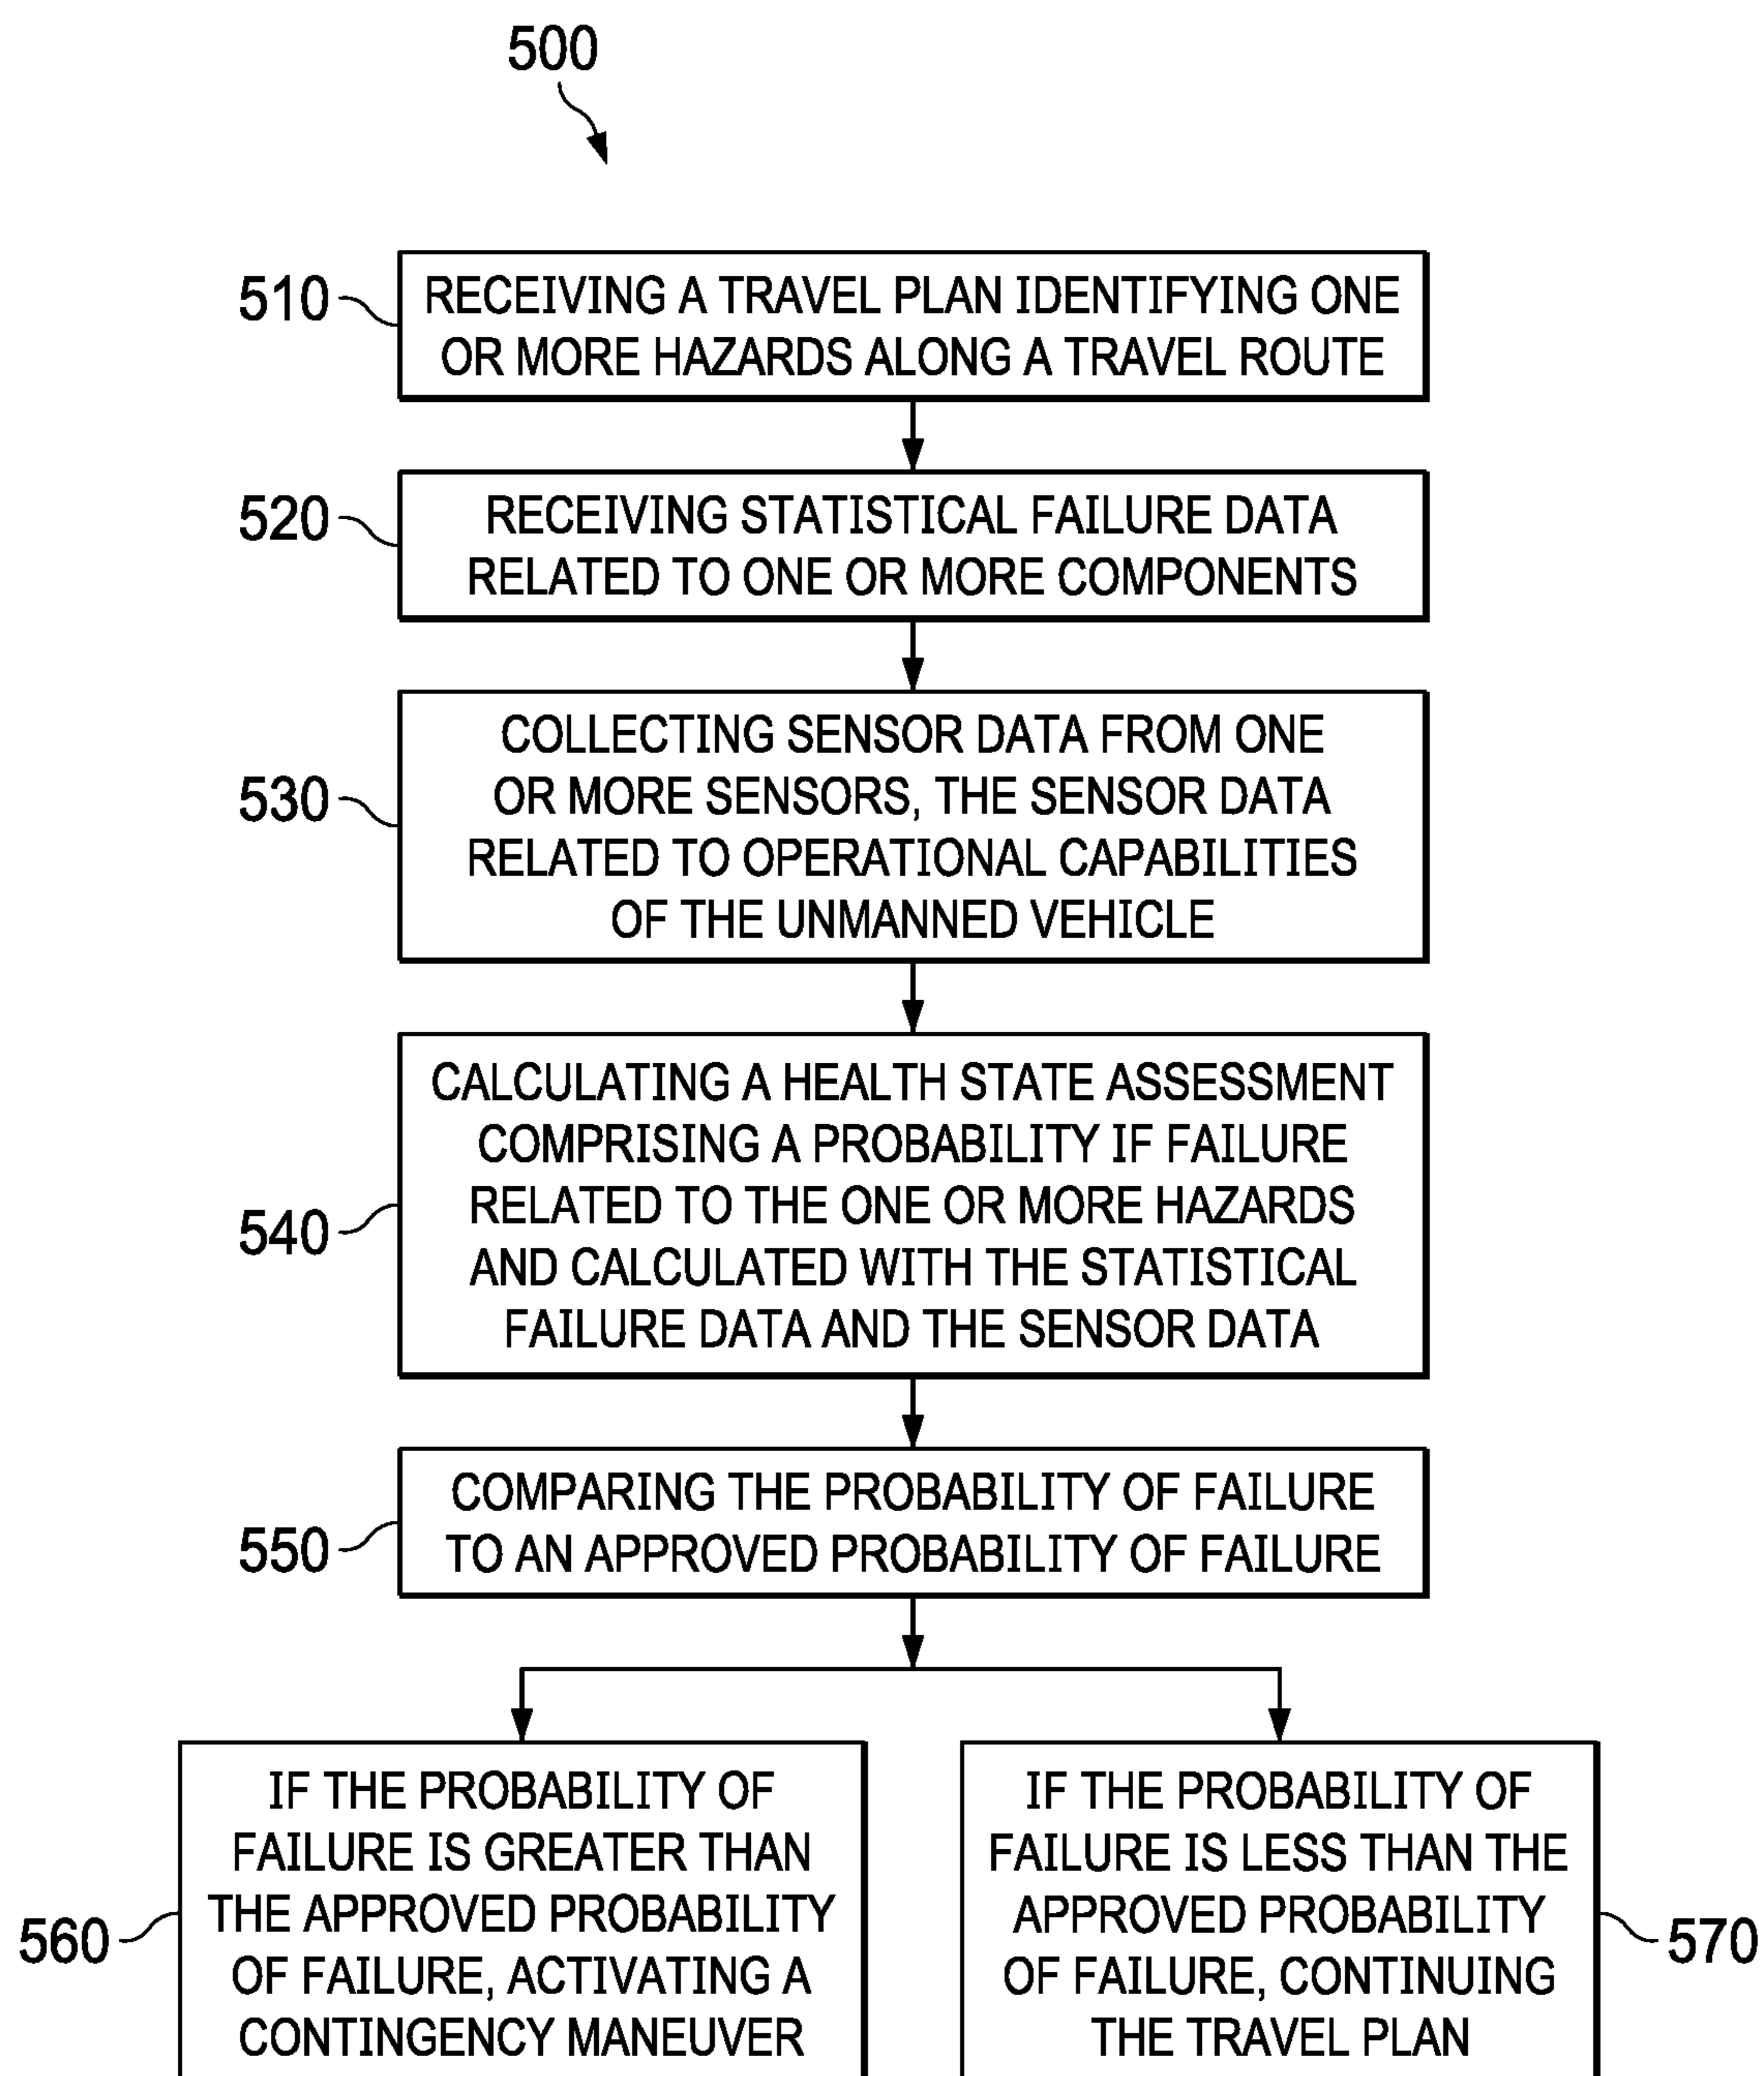 500
510
RECEIVING A TRAVEL PLAN IDENTIFYING ONE
OR MORE HAZARDS ALONG A TRAVEL ROUTE
520
RECEIVING STATISTICAL FAILURE DATA
RELATED TO ONE OR MORE COMPONENTS
530
COLLECTING SENSOR DATA FROM ONE
OR MORE SENSORS, THE SENSOR DATA
RELATED TO OPERATIONAL CAPABILITIES
OF THE UNMANNED VEHICLE
540
CALCULATING A HEALTH STATE ASSESSMENT
COMPRISING A PROBABILITY IF FAILURE
RELATED TO THE ONE OR MORE HAZARDS
AND CALCULATED WITH THE STATISTICAL
FAILURE DATA AND THE SENSOR DATA
550
COMPARING THE PROBABILITY OF FAILURE
TO AN APPROVED PROBABILITY OF FAILURE
560
IF THE PROBABILITY OF
FAILURE IS GREATER THAN
THE APPROVED PROBABILITY
OF FAILURE, ACTIVATING A
CONTINGENCY MANEUVER
IF THE PROBABILITY OF
FAILURE IS LESS THAN THE
APPROVED PROBABILITY
OF FAILURE, CONTINUING
THE TRAVEL PLAN
570